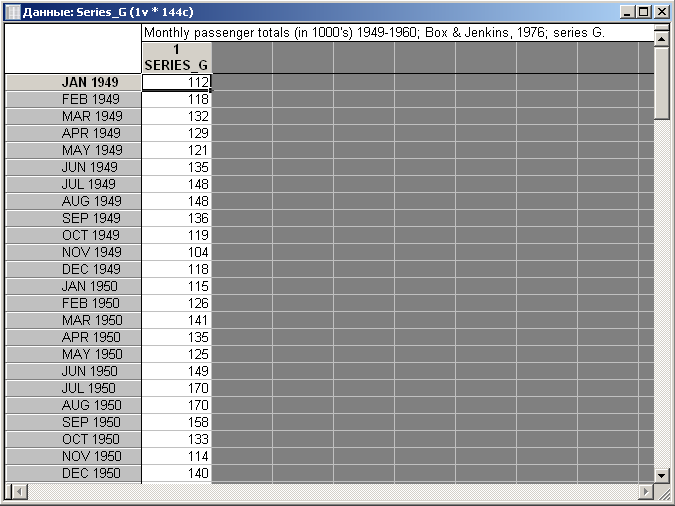 Данные: Series_G (1v * 144c)
Monthly passenger totals (in 1000's) 1949-1960; Box & Jenkins, 1976; series G.
1
SERIES_G
JAN 1949 112
FEB 1949 118
MAR 1949 132
APR 1949 129
MAY 1949 121
JUN 1949 135
JUL 1949 148
AUG 1949 148
SEP 1949 136
OCT 1949 119
NOV 1949 104
DEC 1949 118
JAN 1950 115
FEB 1950 126
MAR 1950 141
APR 1950 135
MAY 1950 125
JUN 1950 149
JUL 1950 170
AUG 1950 170
SEP 1950 158
OCT 1950 133
NOV 1950 114
DEC 1950 140